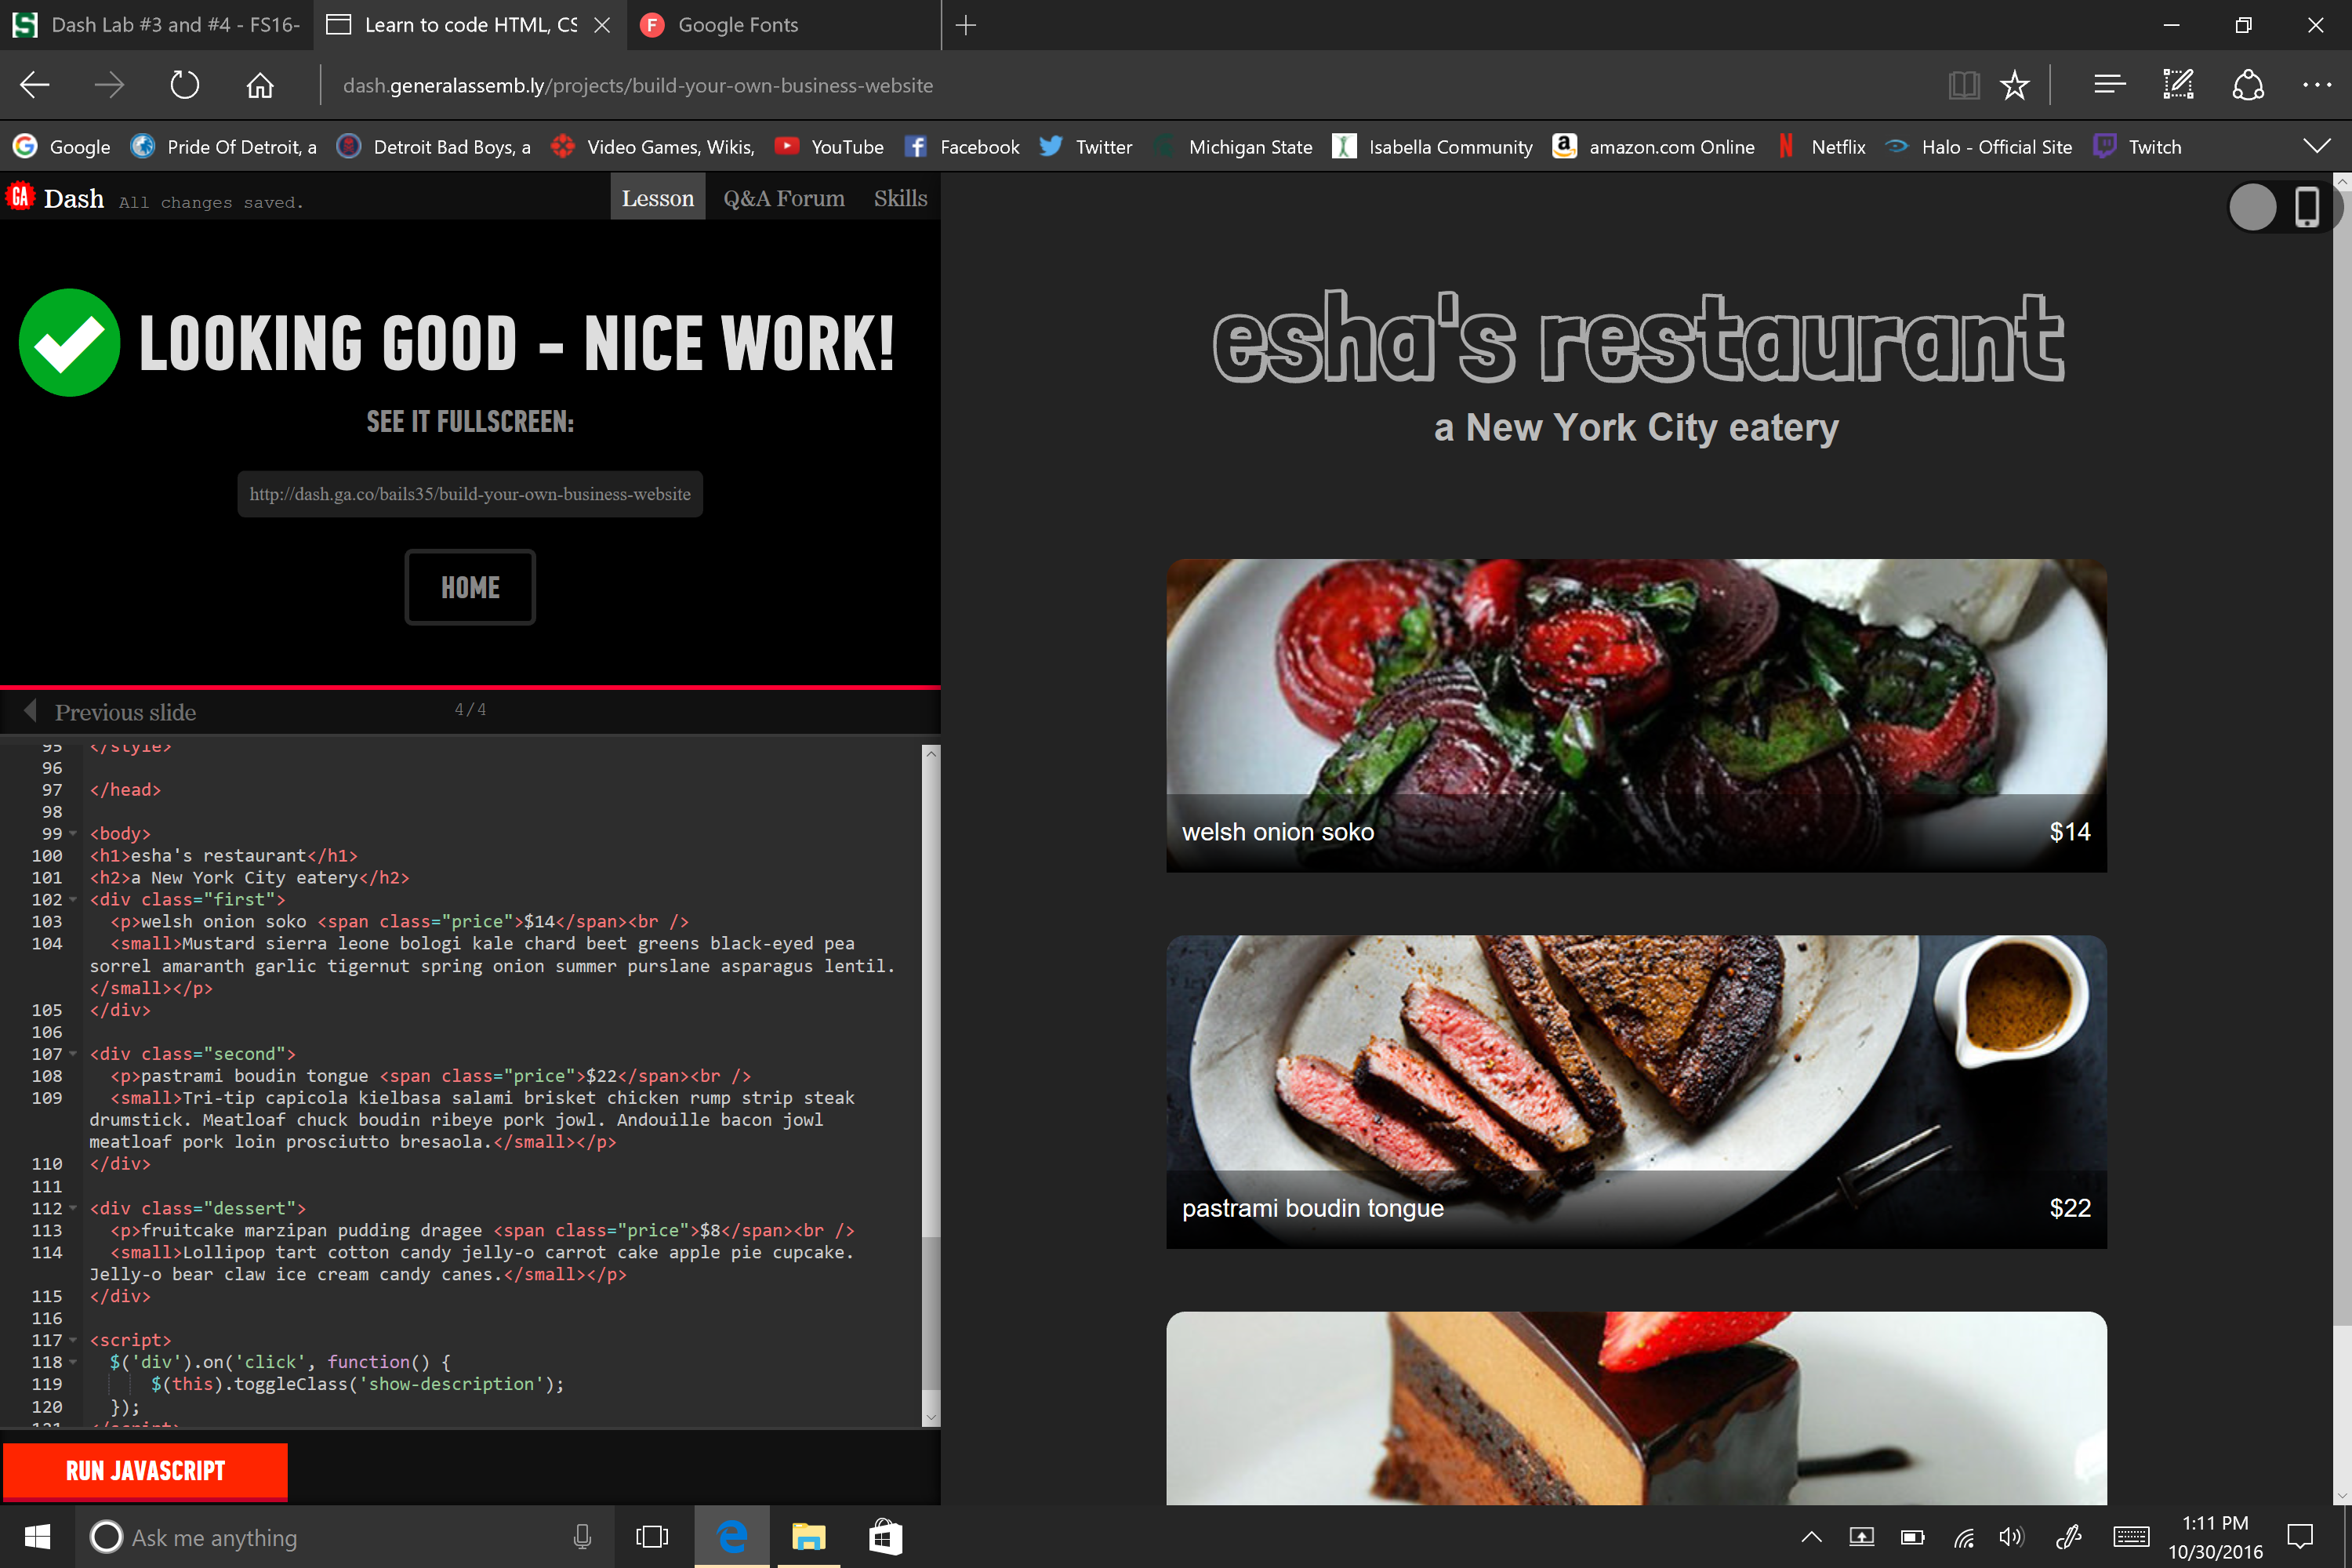 Dash Lab #3 and #4 - FS16-
Learn to code HTML, CS
F Google Fonts
dash.generalassemb.ly/projects/build-your-own-business-website
Google
Pride Of Detroit, a
Detroit Bad Boys, a
Video Games, Wikis,
YouTube
Facebook
Twitter
Michigan State
Isabella Community
amazon.com Online
Netflix
Halo - Official Site
Twitch
GA Dash All changes saved.
Lesson
Q&A Forum
Skills
LOOKING GOOD - NICE WORK!
SEE IT FULLSCREEN:
http://dash.ga.co/bails35/build-your-own-business-website
HOME
Previous slide
4/4
95 </style>
96
97 </head>
98
99 <body>
100 <h1>esha's restaurant</h1>
101 <h2>a New York City eatery</h2>
102 <div class="first">
103 <p>welsh onion soko <span class="price">$14</span><br />
104 <small>Mustard sierra leone bologi kale chard beet greens black-eyed pea
sorrel amaranth garlic tigernut spring onion summer purslane asparagus lentil.
</small></p>
105 </div>
106
107 <div class="second">
108 <p>pastrami boudin tongue <span class="price">$22</span><br />
109 <small>Tri-tip capicola kielbasa salami brisket chicken rump strip steak
drumstick. Meatloaf chuck boudin ribeye pork jowl. Andouille bacon jowl
meatloaf pork loin prosciutto bresaola.</small></p>
110 </div>
111
112 <div class="dessert">
113 <p>fruitcake marzipan pudding dragee <span class="price">$8</span><br />
114 <small>Lollipop tart cotton candy jelly-o carrot cake apple pie cupcake.
Jelly-o bear claw ice cream candy canes.</small></p>
115 </div>
116
117 <script>
118 $('div').on('click', function() {
119 $(this).toggleClass('show-description');
120 });
121 </script>
RUN JAVASCRIPT
esha's restaurant
a New York City eatery
welsh onion soko $14
pastrami boudin tongue $22
Ask me anything
1:11 PM
10/30/2016